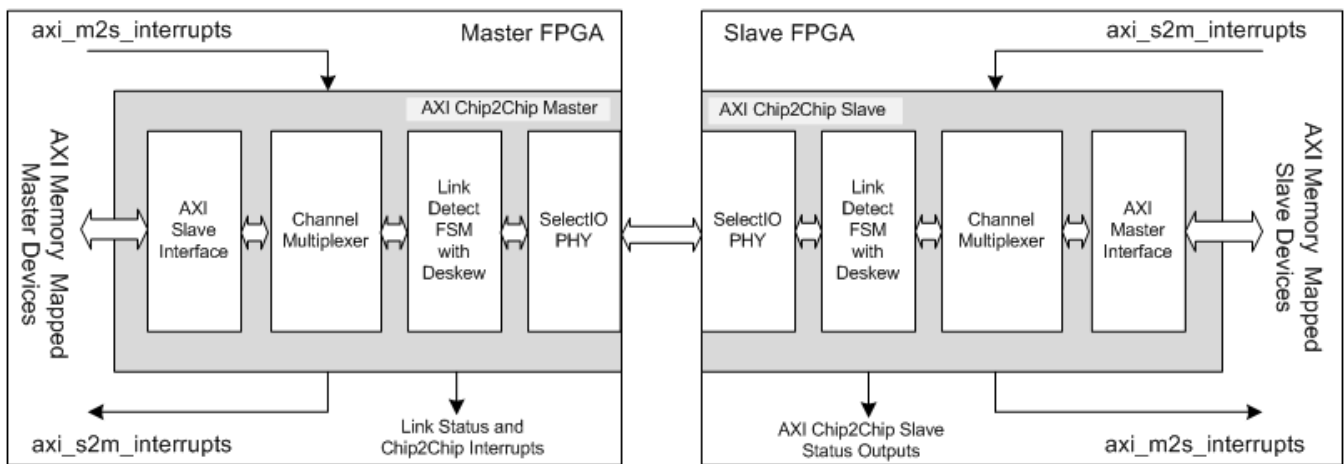 axi_m2s_interrupts
Master FPGA
AXI Chip2Chip Master
AXI Memory Mapped
Master Devices
AXI
Slave
Interface
Channel
Multiplexer
Link
Detect
FSM
with
Deskew
SelectIO
PHY
axi_s2m_interrupts
Link Status and
Chip2Chip Interrupts
Slave FPGA
axi_s2m_interrupts
AXI Chip2Chip Slave
SelectIO
PHY
Link
Detect
FSM
with
Deskew
Channel
Multiplexer
AXI
Master
Interface
AXI Memory Mapped
Slave Devices
AXI Chip2Chip Slave
Status Outputs
axi_m2s_interrupts